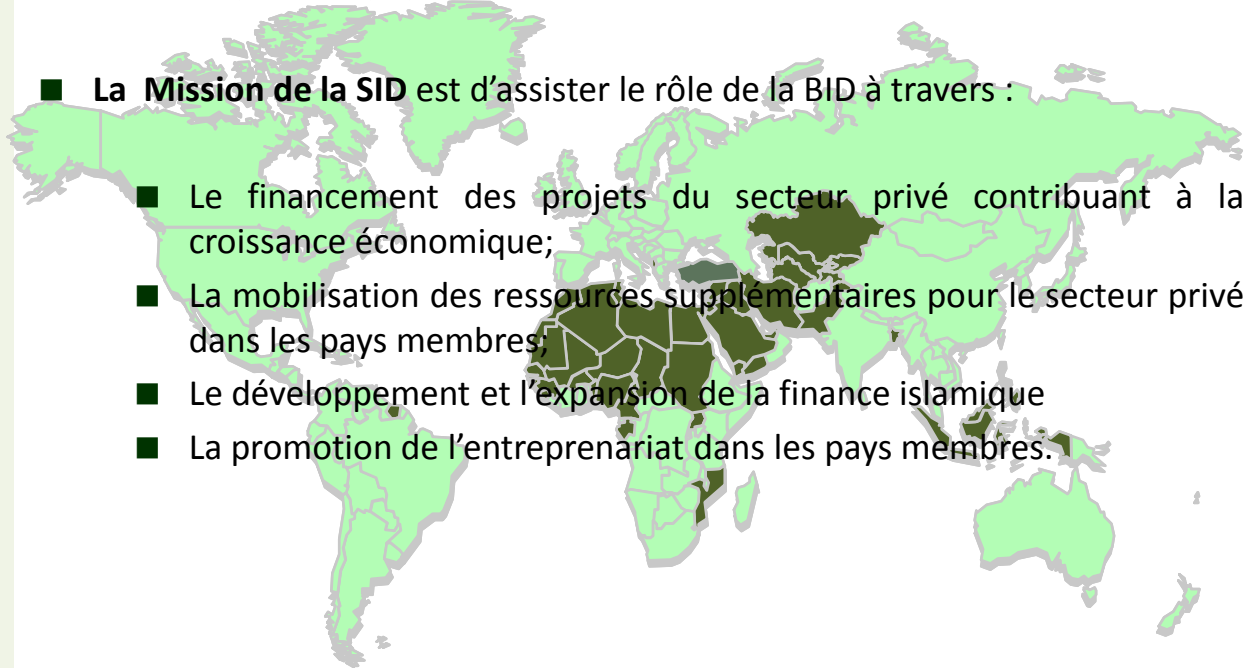 ■ La Mission de la SID est d’assister le rôle de la BID à travers :
■ Le financement des projets du secteur privé contribuant à la
croissance économique;
■ La mobilisation des ressources supplémentaires pour le secteur privé
dans les pays membres;
■ Le développement et l’expansion de la finance islamique
■ La promotion de l’entreprenariat dans les pays membres.